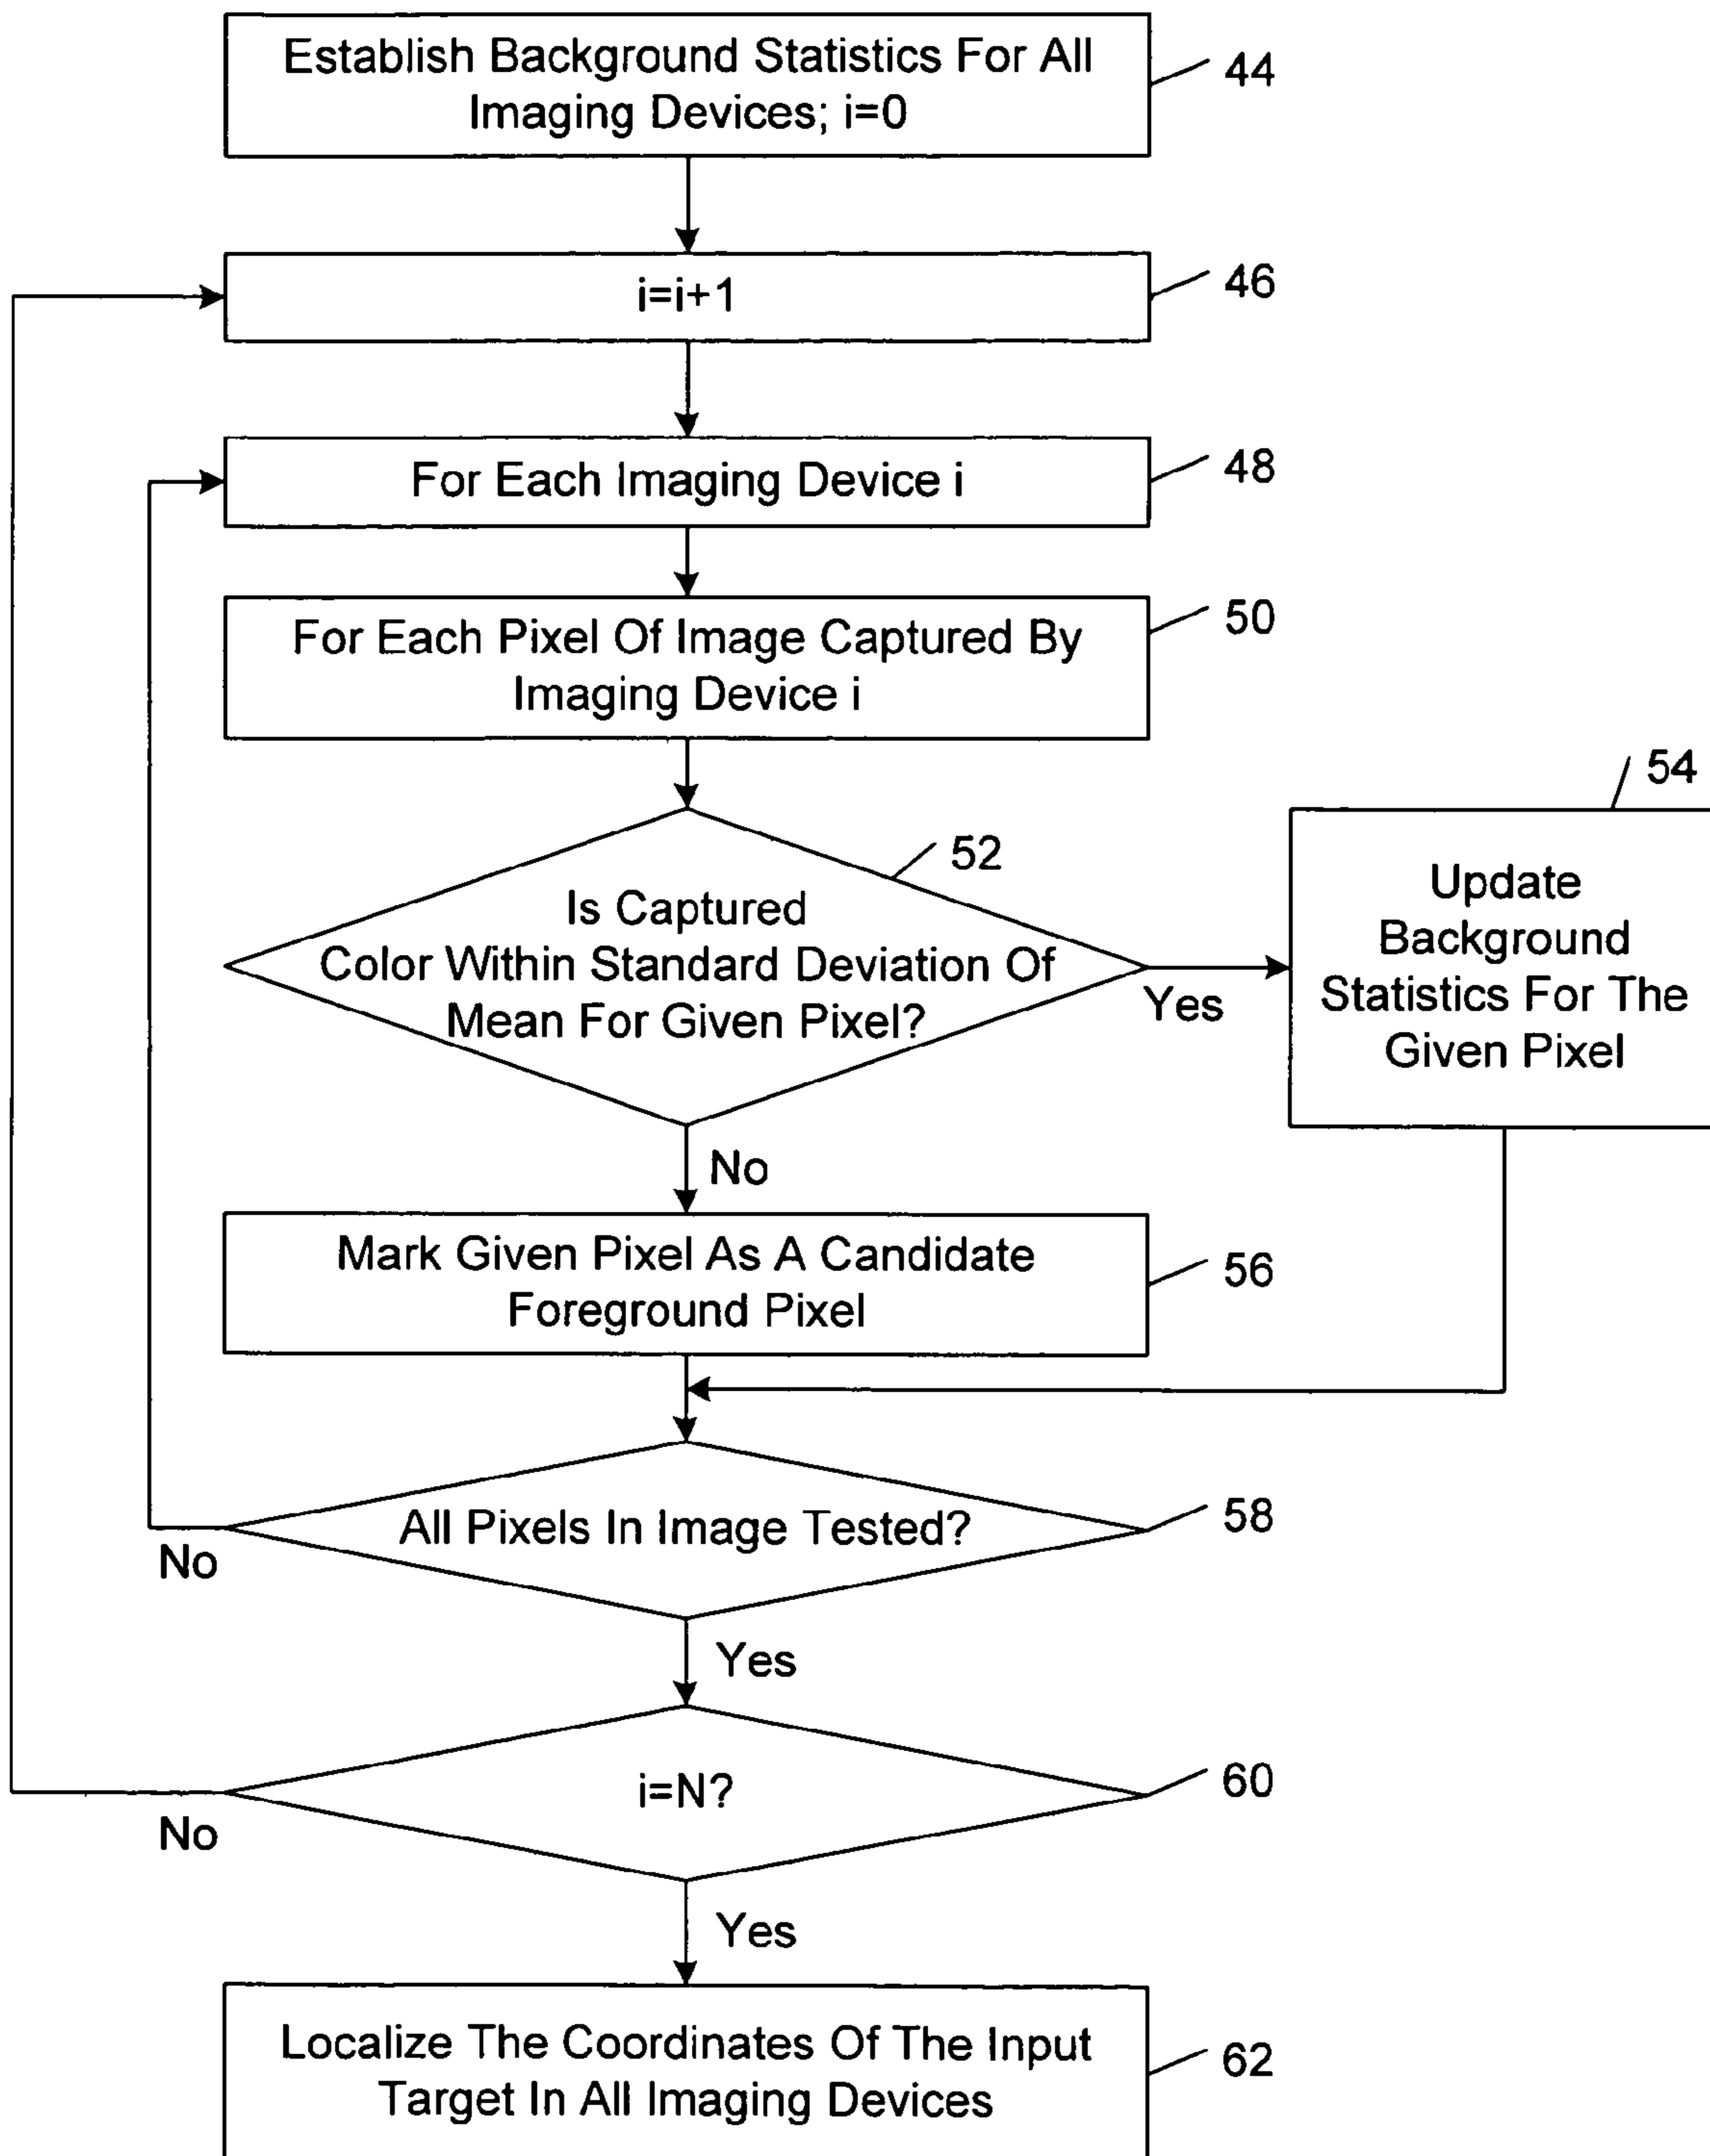 Establish Background Statistics For All
Imaging Devices; i=0
44
i=i+1
46
For Each Imaging Device i
48
For Each Pixel Of Image Captured By
Imaging Device i
50
52
Is Captured
Color Within Standard Deviation Of
Mean For Given Pixel?
Yes
54
Update
Background
Statistics For The
Given Pixel
No
Mark Given Pixel As A Candidate
Foreground Pixel
56
All Pixels In Image Tested?
58
No
Yes
i=N?
60
No
Yes
Localize The Coordinates Of The Input
Target In All Imaging Devices
62